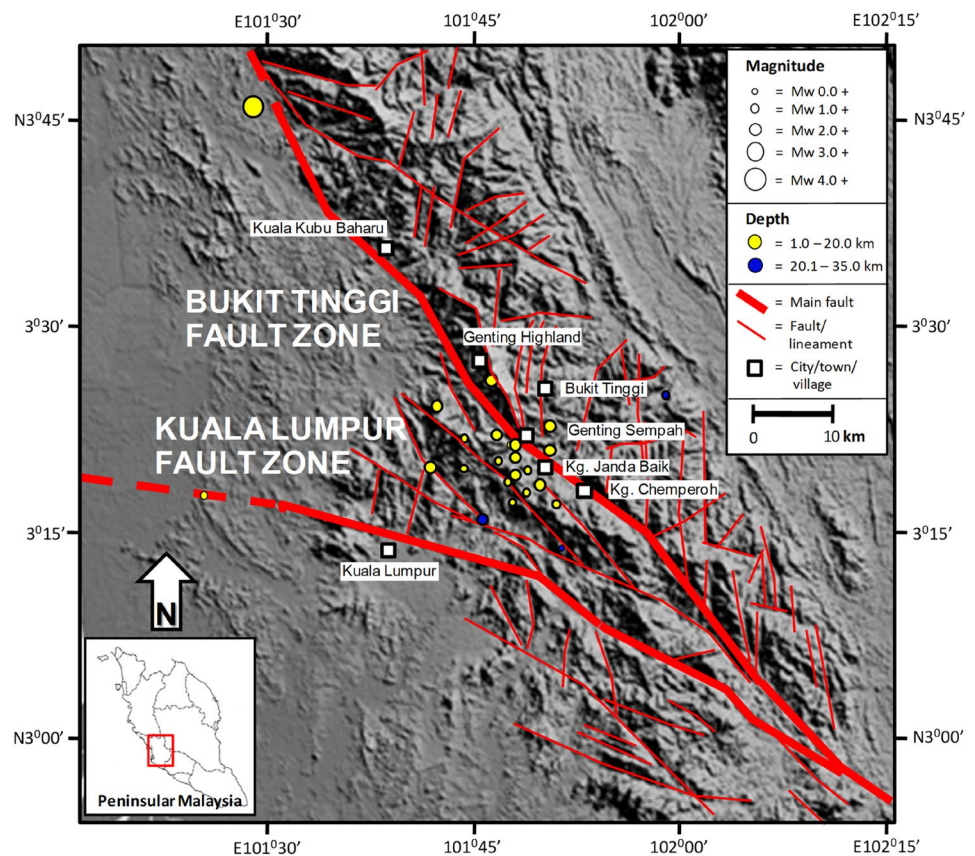 E101°30' 101°45' 102°00' E102°15'
N3°45'
3°30'
3°15'
N3°00'
N3°45'
3°30'
3°15'
N3°00'
E101°30' 101°45' 102°00' E102°15'
Magnitude
= Mw 0.0 +
= Mw 1.0 +
= Mw 2.0 +
= Mw 3.0 +
= Mw 4.0 +
Depth
= 1.0 – 20.0 km
= 20.1 – 35.0 km
= Main fault
= Fault/
lineament
= City/town/
village
0 10 km
Kuala Kubu Baharu
BUKIT TINGGI
FAULT ZONE
Genting Highland
Bukit Tinggi
KUALA LUMPUR
FAULT ZONE
Genting Sempah
Kg. Janda Baik
Kg. Chemperoh
Kuala Lumpur
N
Peninsular Malaysia